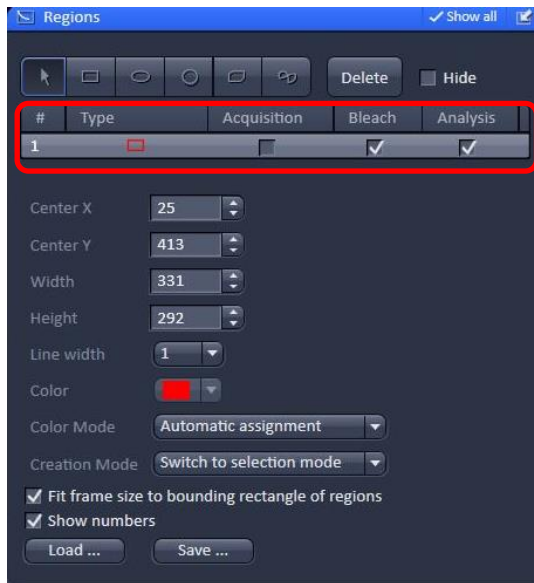 Regions Show all
Delete Hide
# Type Acquisition Bleach Analysis
1
Center X 25
Center Y 413
Width 331
Height 292
Line width 1
Color
Color Mode Automatic assignment
Creation Mode Switch to selection mode
Fit frame size to bounding rectangle of regions
Show numbers
Load ... Save ...